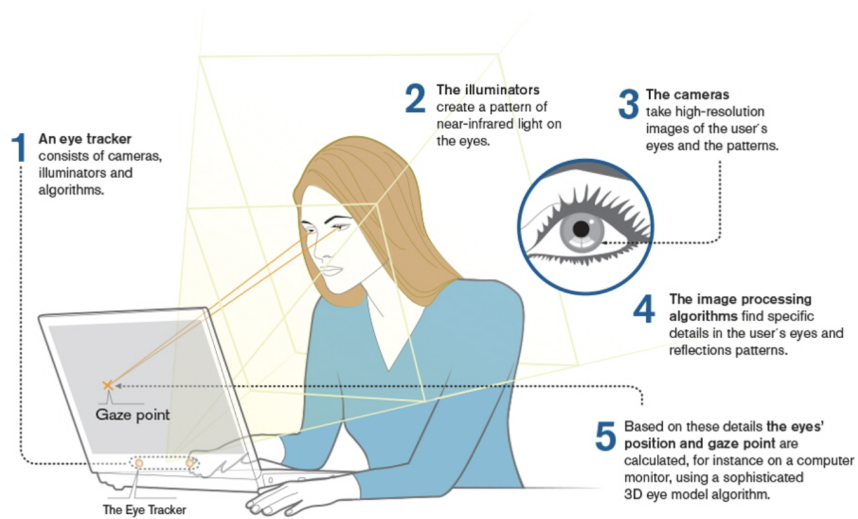 1
An eye tracker
consists of cameras,
illuminators and
algorithms.
2
The illuminators
create a pattern of
near-infrared light on
the eyes.
3
The cameras
take high-resolution
images of the user´s
eyes and the patterns.
4
The image processing
algorithms find specific
details in the user´s eyes and
reflections patterns.
5
Based on these details the eyes’
position and gaze point are
calculated, for instance on a computer
monitor, using a sophisticated
3D eye model algorithm.
Gaze point
The Eye Tracker